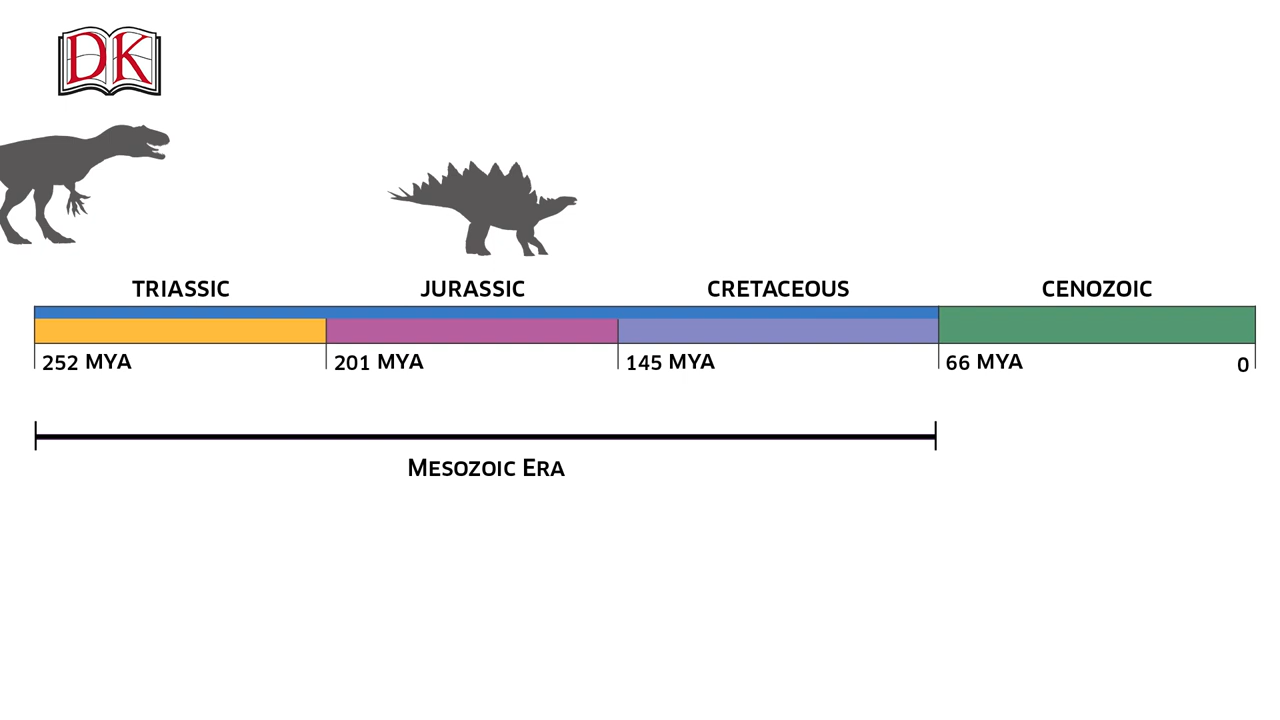 DK
TRIASSIC JURASSIC CRETACEOUS CENOZOIC
252 MYA 201 MYA 145 MYA 66 MYA 0
MESOZOIC ERA